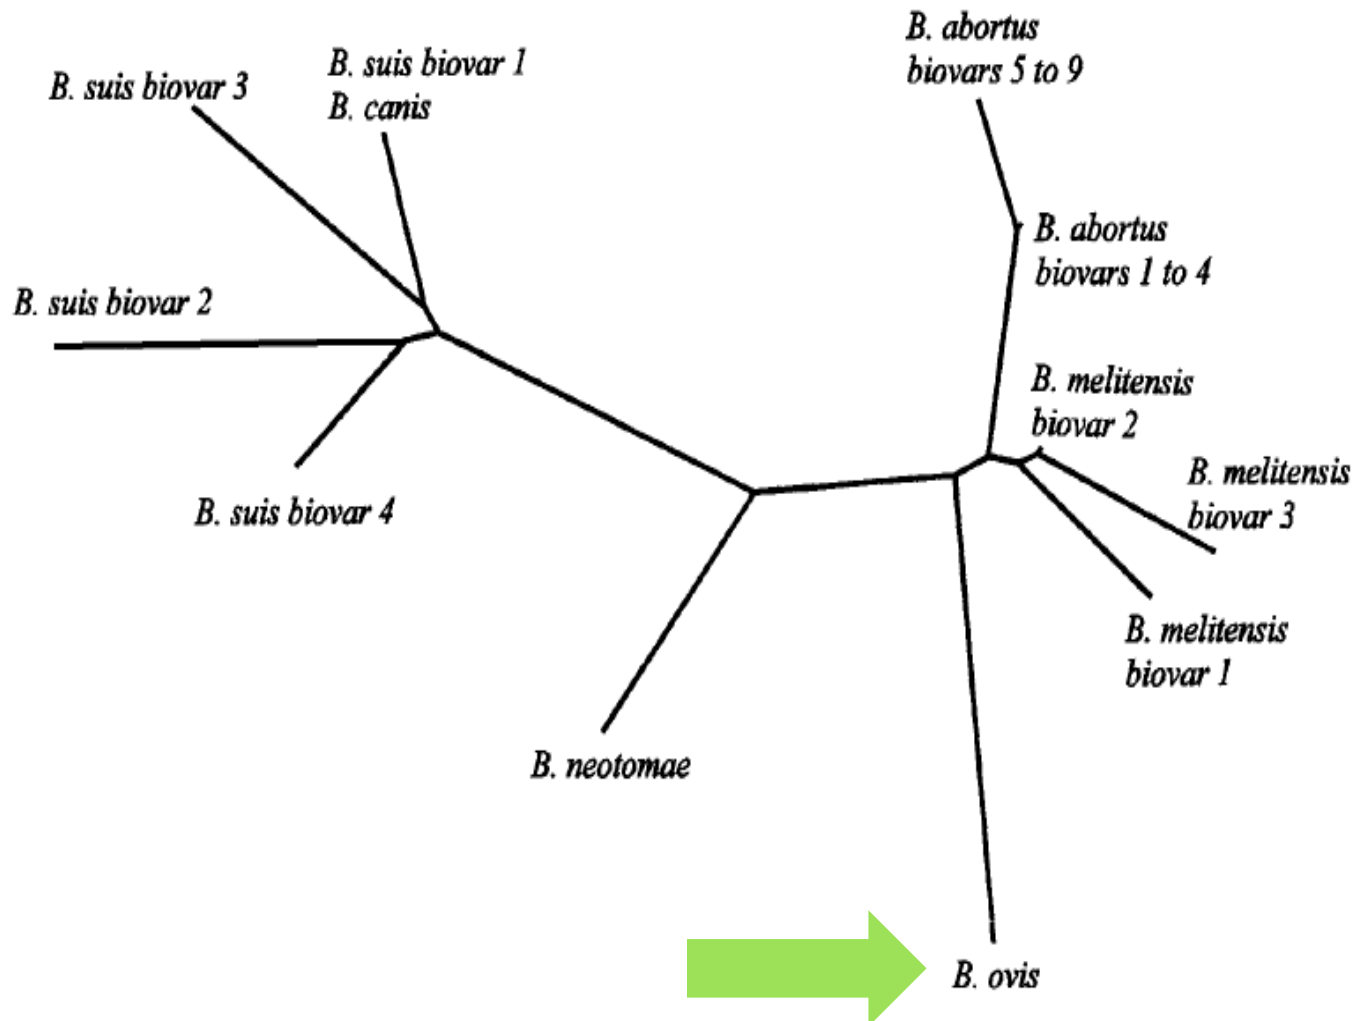 B. abortus
biovars 5 to 9
B. suis biovar 1
B. canis
B. suis biovar 3
B. abortus
biovars 1 to 4
B. suis biovar 2
B. melitensis
biovar 2
B. melitensis
biovar 3
B. suis biovar 4
B. melitensis
biovar 1
B. neotomae
B. ovis